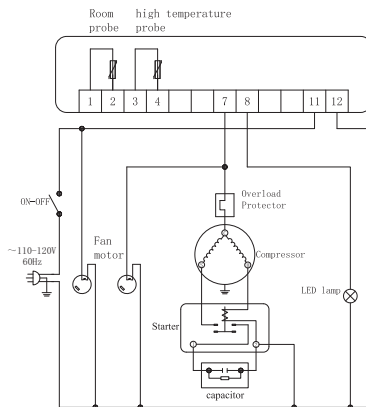 Room high temperature
probe probe
1 2 3 4 7 8 11 12
ON-OFF
Overload
Protector
~110-120V
60Hz
Fan
motor
Compressor
LED lamp
Starter
capacitor